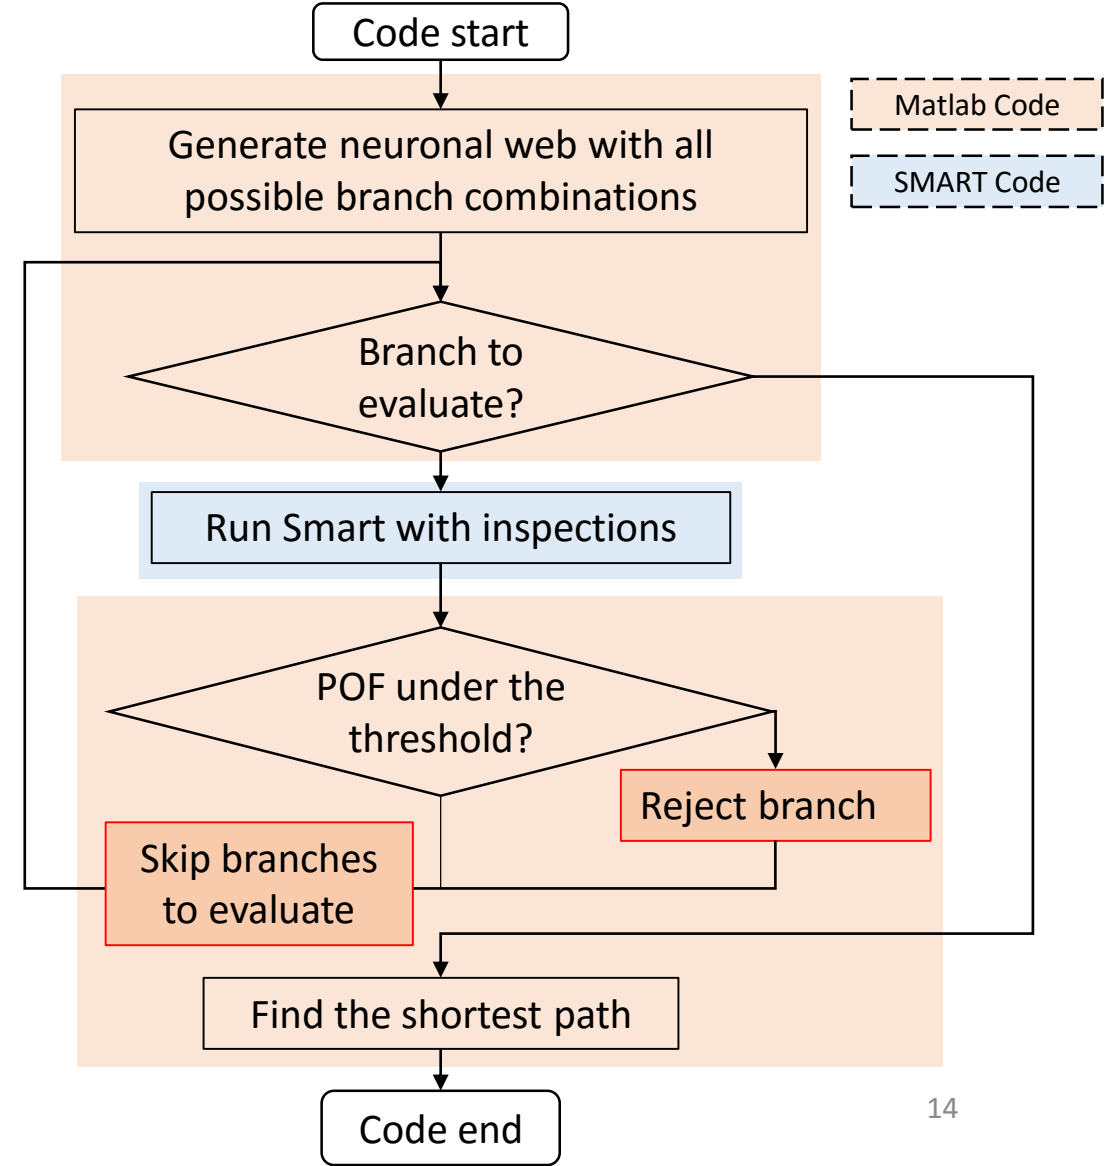 Code start
Matlab Code
SMART Code
Generate neuronal web with all
possible branch combinations
Branch to
evaluate?
Run Smart with inspections
POF under the
threshold?
Reject branch
Skip branches
to evaluate
Find the shortest path
Code end
14